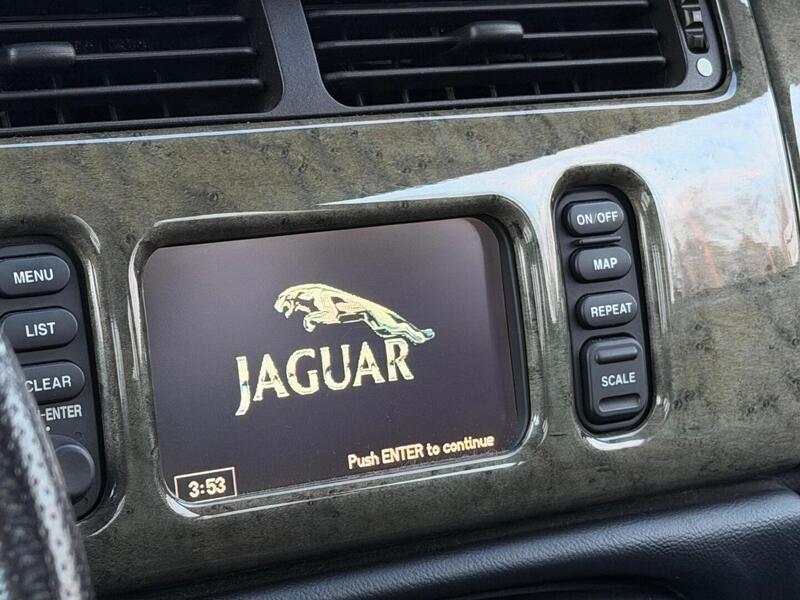 MENU
LIST
CLEAR
-ENTER
JAGUAR
Push ENTER to continue
3:53
ON/OFF
MAP
REPEAT
SCALE